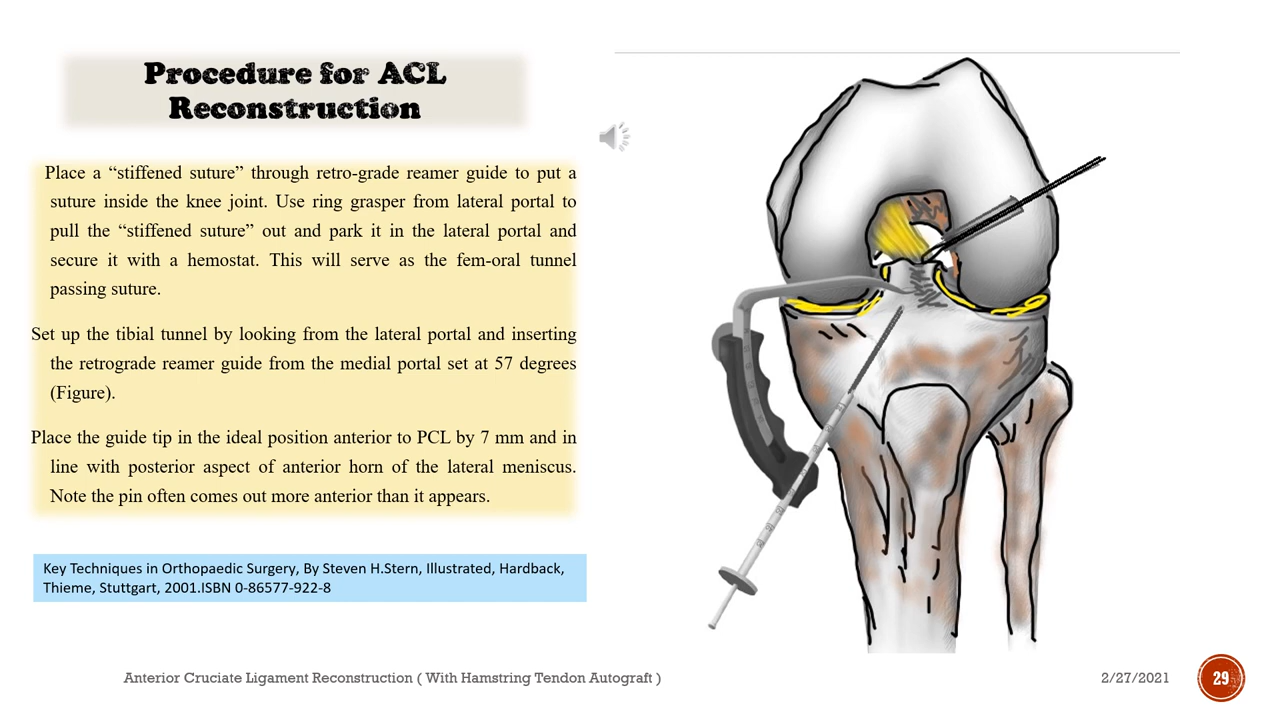 Procedure for ACL
Reconstruction
Place a “stiffened suture” through retro-grade reamer guide to put a
suture inside the knee joint. Use ring grasper from lateral portal to
pull the “stiffened suture” out and park it in the lateral portal and
secure it with a hemostat. This will serve as the fem-oral tunnel
passing suture.
Set up the tibial tunnel by looking from the lateral portal and inserting
the retrograde reamer guide from the medial portal set at 57 degrees
(Figure).
Place the guide tip in the ideal position anterior to PCL by 7 mm and in
line with posterior aspect of anterior horn of the lateral meniscus.
Note the pin often comes out more anterior than it appears.
Key Techniques in Orthopaedic Surgery, By Steven H.Stern, Illustrated, Hardback,
Thieme, Stuttgart, 2001.ISBN 0-86577-922-8
Anterior Cruciate Ligament Reconstruction ( With Hamstring Tendon Autograft )
2/27/2021
29